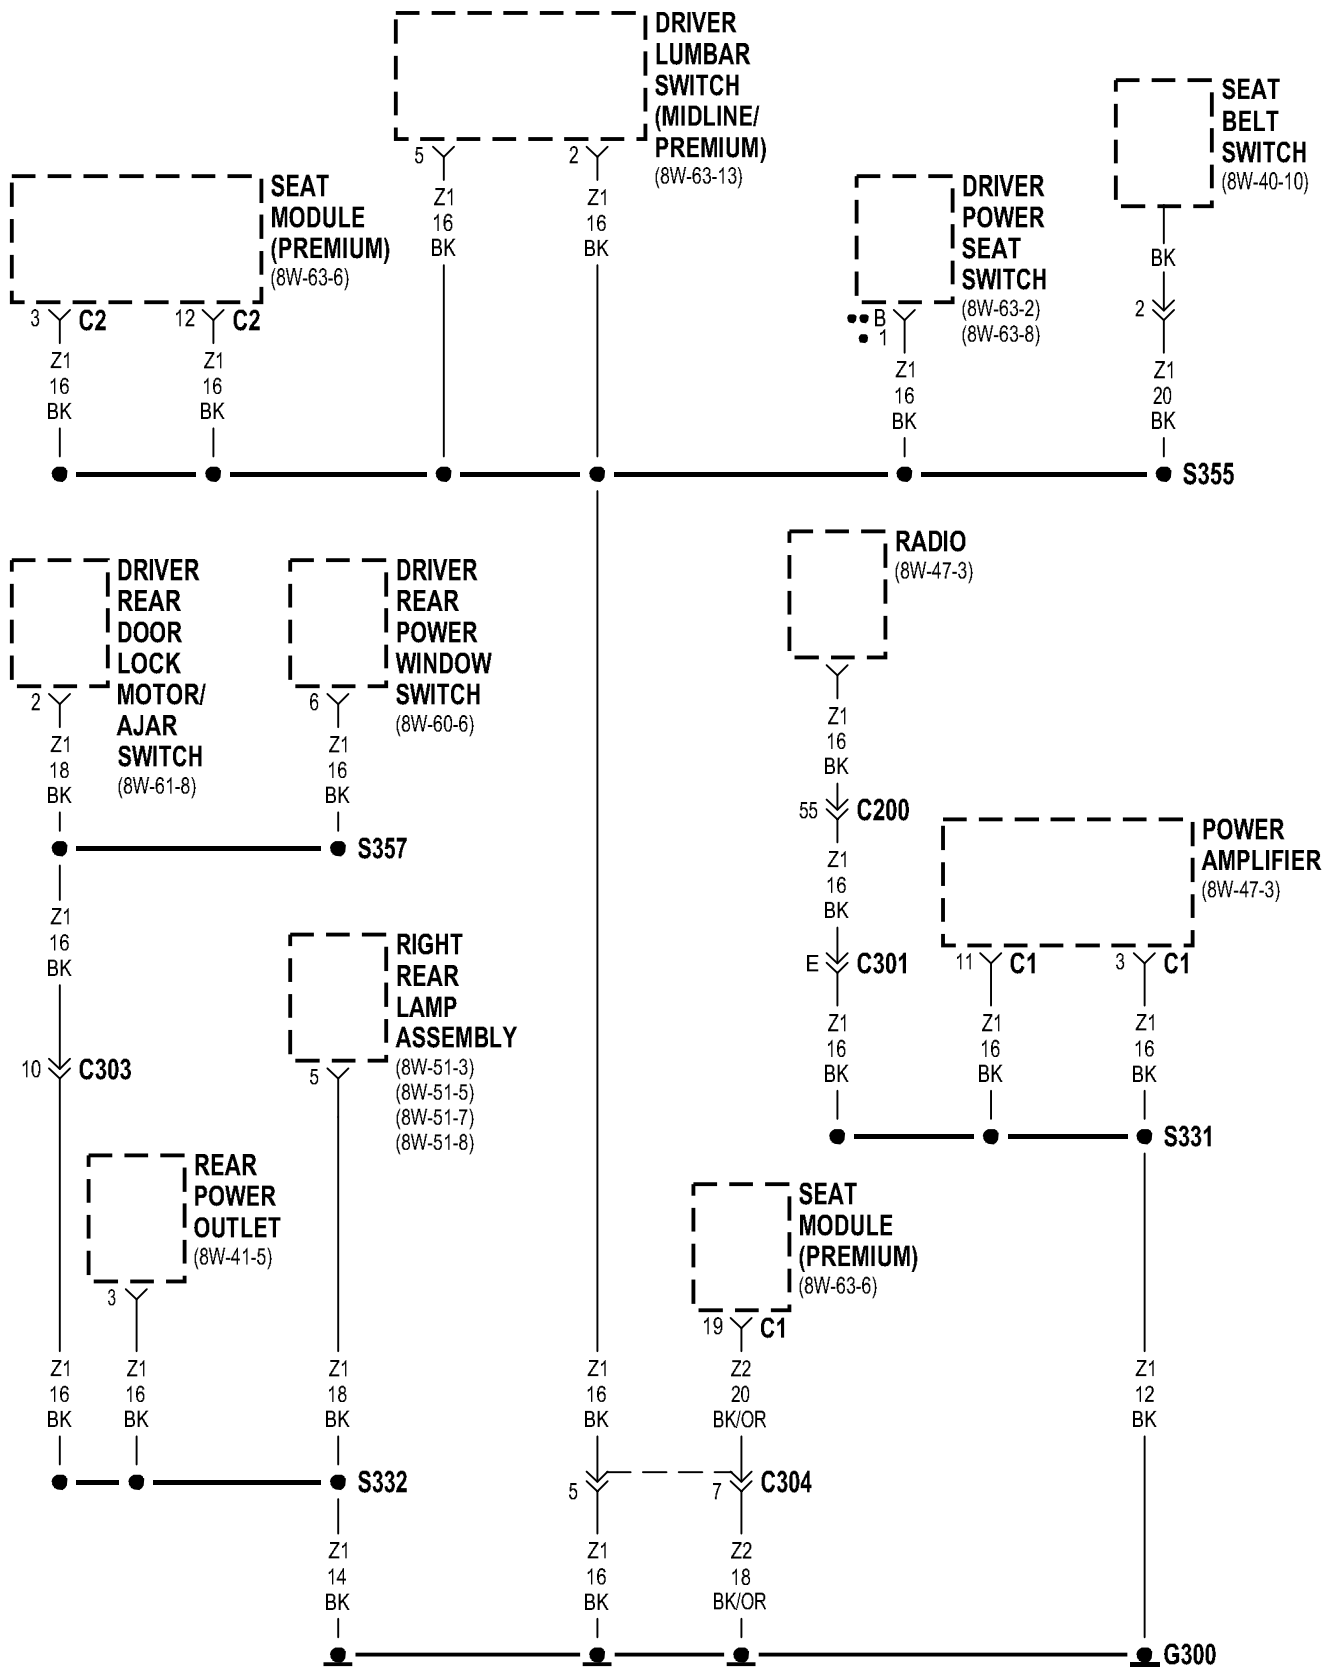 DRIVER
LUMBAR
SWITCH
(MIDLINE/
PREMIUM)
(8W-63-13)
5
2
Z1
16
BK
Z1
16
BK
SEAT
BELT
SWITCH
(8W-40-10)
BK
2
Z1
20
BK
SEAT
MODULE
(PREMIUM)
(8W-63-6)
3
C2
12
C2
Z1
16
BK
Z1
16
BK
DRIVER
POWER
SEAT
SWITCH
(8W-63-2)
(8W-63-8)
B
1
Z1
16
BK
S355
DRIVER
REAR
DOOR
LOCK
MOTOR/
AJAR
SWITCH
(8W-61-8)
2
Z1
18
BK
DRIVER
REAR
POWER
WINDOW
SWITCH
(8W-60-6)
6
Z1
16
BK
S357
Z1
16
BK
10
C303
RADIO
(8W-47-3)
Z1
16
BK
55
C200
Z1
16
BK
E
C301
Z1
16
BK
POWER
AMPLIFIER
(8W-47-3)
11
C1
3
C1
Z1
16
BK
Z1
16
BK
S331
RIGHT
REAR
LAMP
ASSEMBLY
(8W-51-3)
(8W-51-5)
(8W-51-7)
(8W-51-8)
5
REAR
POWER
OUTLET
(8W-41-5)
3
SEAT
MODULE
(PREMIUM)
(8W-63-6)
19
C1
Z1
16
BK
Z1
16
BK
Z1
18
BK
Z1
16
BK
Z2
20
BK/OR
Z1
12
BK
S332
5
7
C304
Z1
14
BK
Z1
16
BK
Z2
18
BK/OR
G300